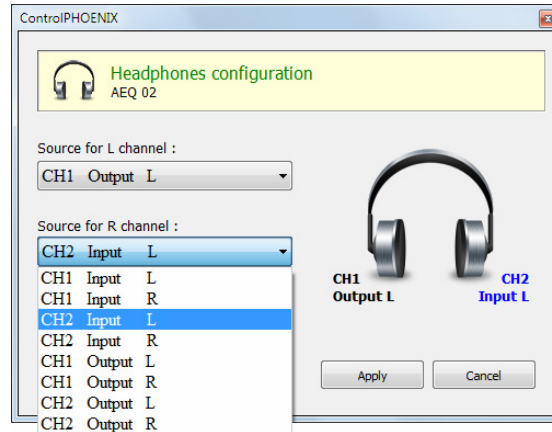 ControlPHOENIX
Headphones configuration
AEQ 02
Source for L channel :
CH1 Output L
Source for R channel :
CH2 Input L
CH1 Input L
CH1 Input R
CH2 Input L
CH2 Input R
CH1 Output L
CH1 Output R
CH2 Output L
CH2 Output R
CH1
Output L
CH2
Input L
Apply
Cancel